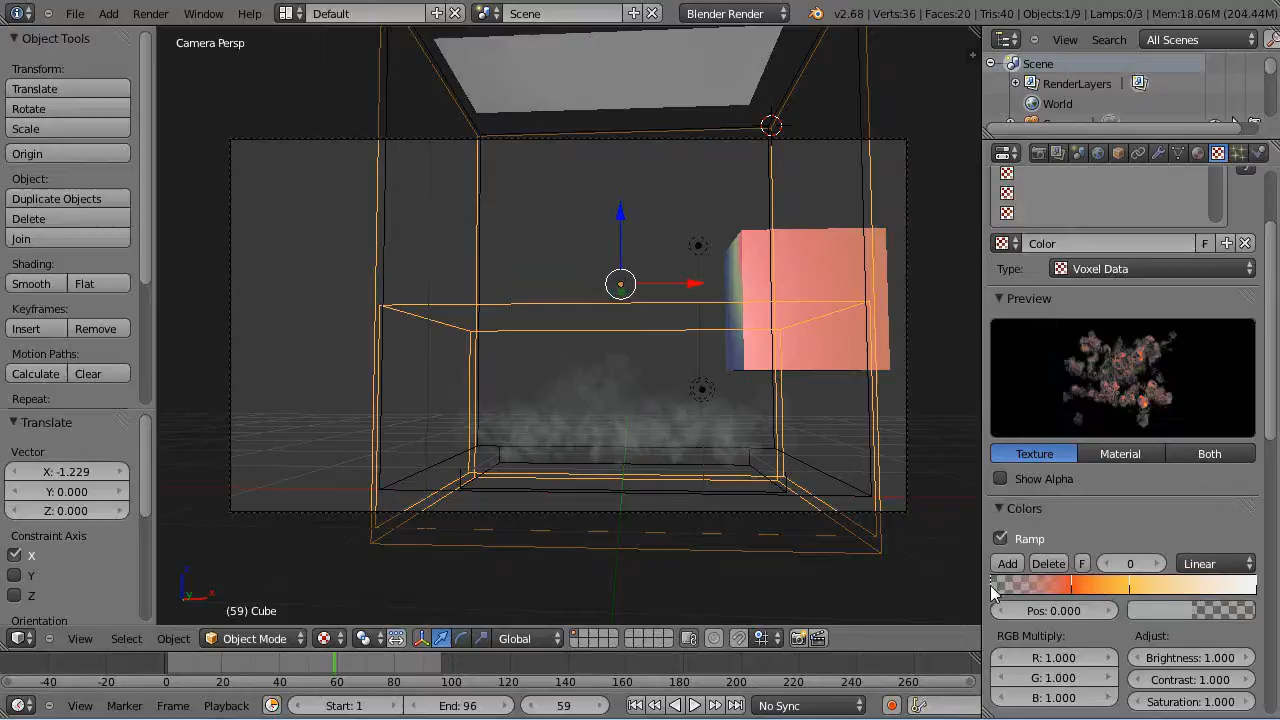 File Add Render Window Help Default Scene Blender Render v2.68 | Verts:36 | Faces:20 | Tris:40 | Objects:1/9 | Lamps:0/3 | Mem:18.06M (204.44M)
Object Tools
Transform:
Translate
Rotate
Scale
Origin
Object:
Duplicate Objects
Delete
Join
Shading:
Smooth Flat
Keyframes:
Insert Remove
Motion Paths:
Calculate Clear
Repeat:
Translate
Vector
X: -1.229
Y: 0.000
Z: 0.000
Constraint Axis
X
Y
Z
Orientation
Camera Persp
(59) Cube
View Select Object Object Mode Global
-40 -20 0 20 40 60 80 100 120 140 160 180 200 220 240 260
View Marker Frame Playback Start: 1 End: 96 59 No Sync
View Search All Scenes
Scene
RenderLayers |
World
Color F
Type: Voxel Data
Preview
Texture Material Both
Show Alpha
Colors
Ramp
Add Delete F 0 Linear
Pos: 0.000
RGB Multiply: Adjust:
R: 1.000 Brightness: 1.000
G: 1.000 Contrast: 1.000
B: 1.000 Saturation: 1.000